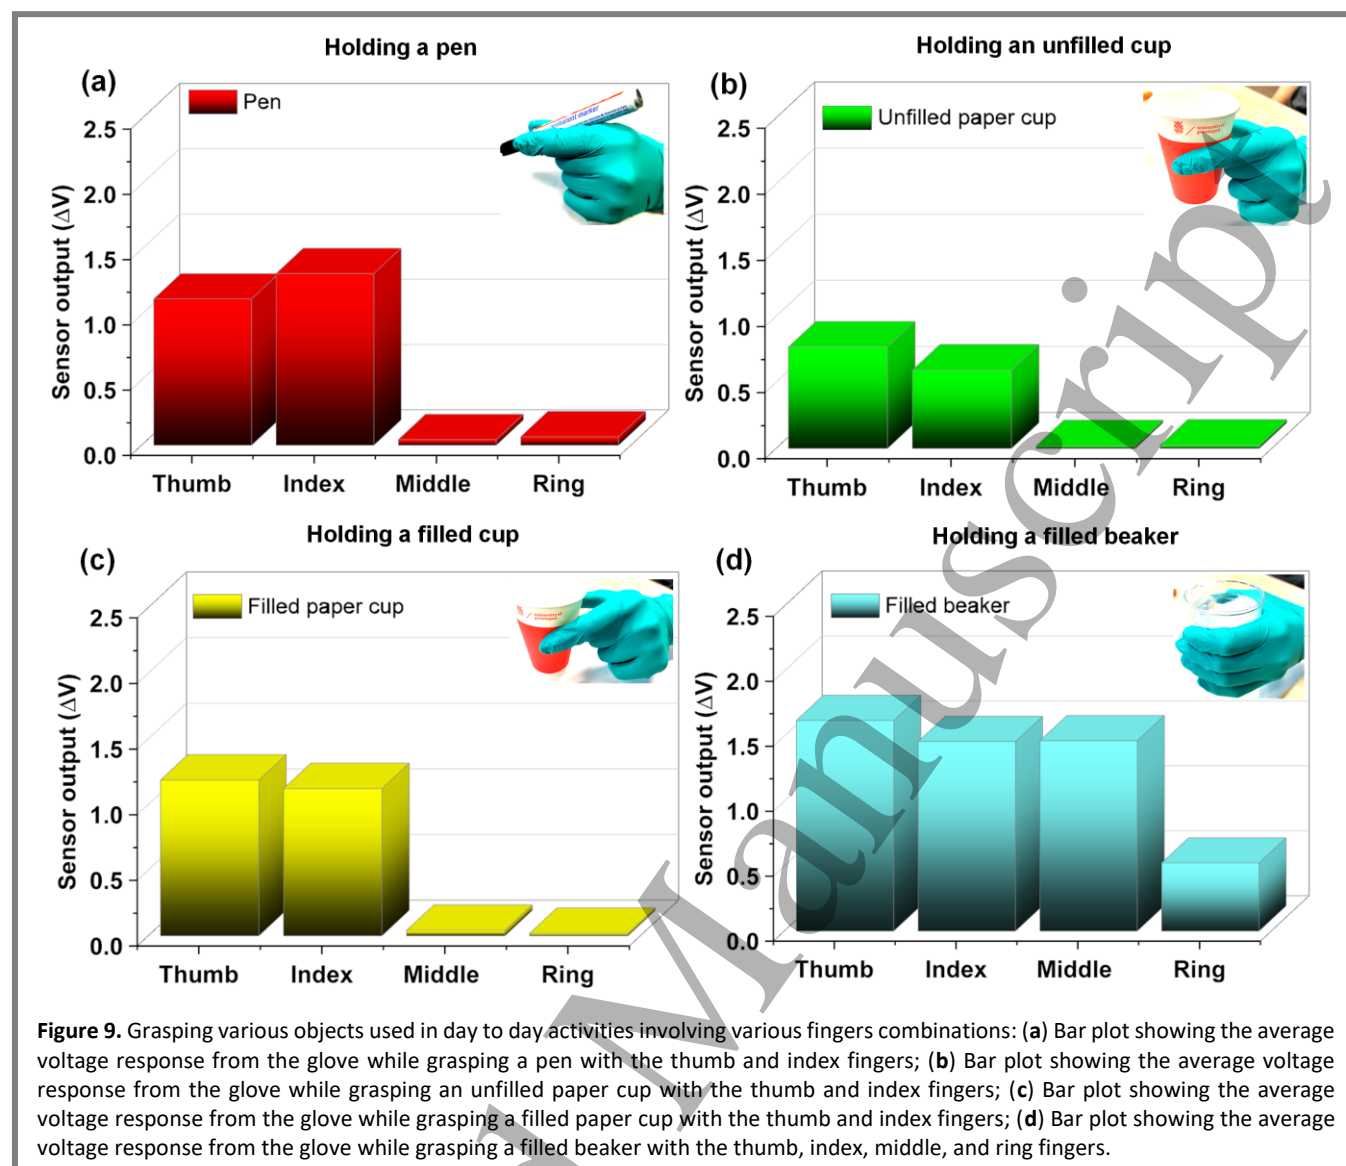 Holding a pen
(a)
Pen
2.5
2.0
1.5
1.0
0.5
0.0
Sensor output (ΔV)
Thumb Index Middle Ring
permanent marker
Holding an unfilled cup
(b)
Unfilled paper cup
2.5
2.0
1.5
1.0
0.5
0.0
Sensor output (ΔV)
Thumb Index Middle Ring
Holding a filled cup
(c)
Filled paper cup
2.5
2.0
1.5
1.0
0.5
0.0
Sensor output (ΔV)
Thumb Index Middle Ring
Holding a filled beaker
(d)
Filled beaker
2.5
2.0
1.5
1.0
0.5
0.0
Sensor output (ΔV)
Thumb Index Middle Ring
Manuscript
Figure 9. Grasping various objects used in day to day activities involving various fingers combinations: (a) Bar plot showing the average
voltage response from the glove while grasping a pen with the thumb and index fingers; (b) Bar plot showing the average voltage
response from the glove while grasping an unfilled paper cup with the thumb and index fingers; (c) Bar plot showing the average
voltage response from the glove while grasping a filled paper cup with the thumb and index fingers; (d) Bar plot showing the average
voltage response from the glove while grasping a filled beaker with the thumb, index, middle, and ring fingers.